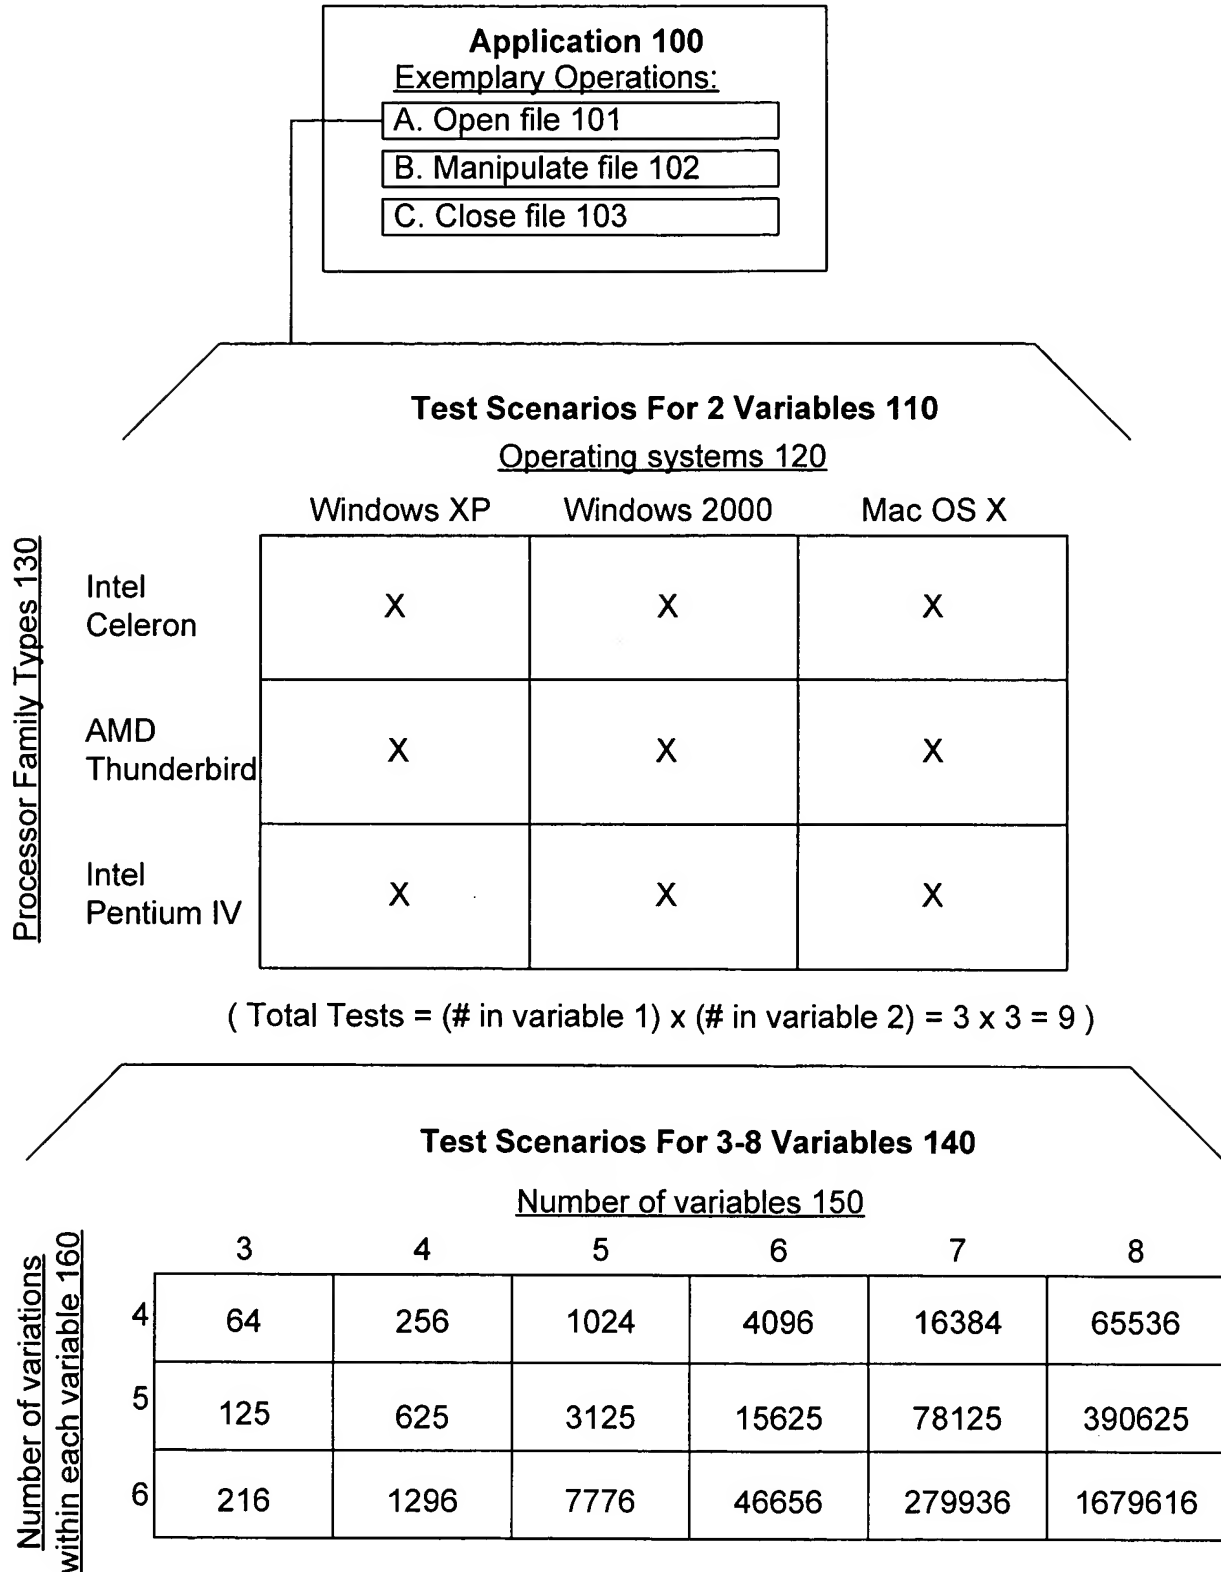 Application 100
Exemplary Operations:
A. Open file 101
B. Manipulate file 102
C. Close file 103
Test Scenarios For 2 Variables 110
Operating systems 120
Windows XP Windows 2000 Mac OS X
Processor Family Types 130
Intel
Celeron
X X X
AMD
Thunderbird
X X X
Intel
Pentium IV
X X X
( Total Tests = (# in variable 1) x (# in variable 2) = 3 x 3 = 9 )
Test Scenarios For 3-8 Variables 140
Number of variables 150
Number of variations
within each variable 160
3 4 5 6 7 8
4 64 256 1024 4096 16384 65536
5 125 625 3125 15625 78125 390625
6 216 1296 7776 46656 279936 1679616